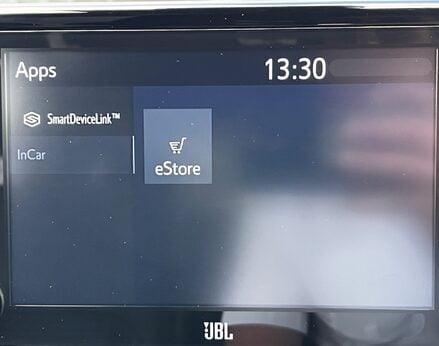 Apps 13:30
SmartDeviceLink™
InCar
eStore
JBL